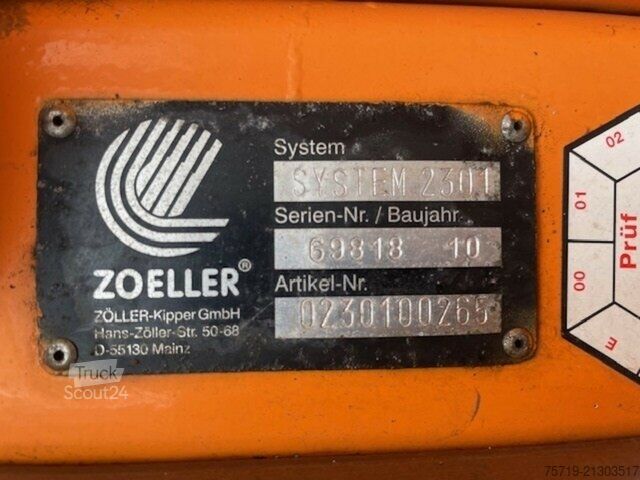 System
SYSTEM 2301
Serien-Nr. / Baujahr
69818 10
Artikel-Nr.
0230100265
ZOELLER®
ZÖLLER-Kipper GmbH
Hans-Zöller-Str. 50-68
D-55130 Mainz
02
01
00
Prüf
Truck
Scout24
75719-21303517